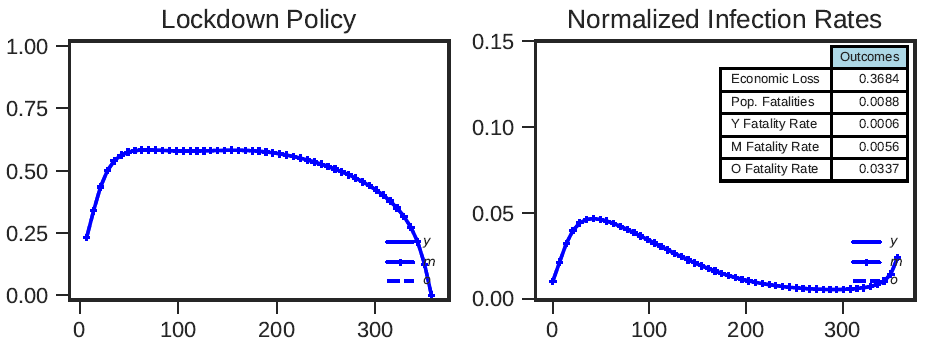 Lockdown Policy
1.00
0.75
0.50
0.25
0.00
0
100
200
300
y
m
o
Normalized Infection Rates
0.15
0.10
0.05
0.00
0
100
200
300
Outcomes
Economic Loss 0.3684
Pop. Fatalities 0.0088
Y Fatality Rate 0.0006
M Fatality Rate 0.0056
O Fatality Rate 0.0337
y
m
o